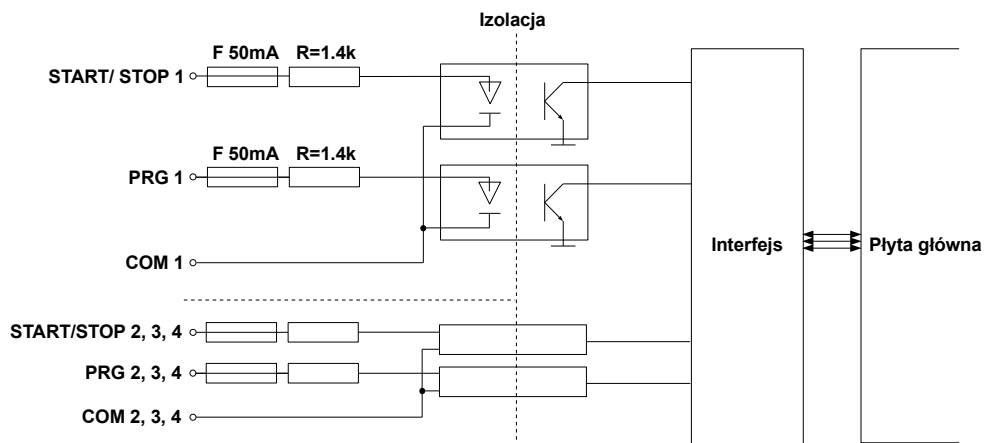 Izolacja
F 50mA R=1.4k
START/ STOP 1
F 50mA R=1.4k
PRG 1
COM 1
Interfejs
Płyta główna
START/STOP 2, 3, 4
PRG 2, 3, 4
COM 2, 3, 4